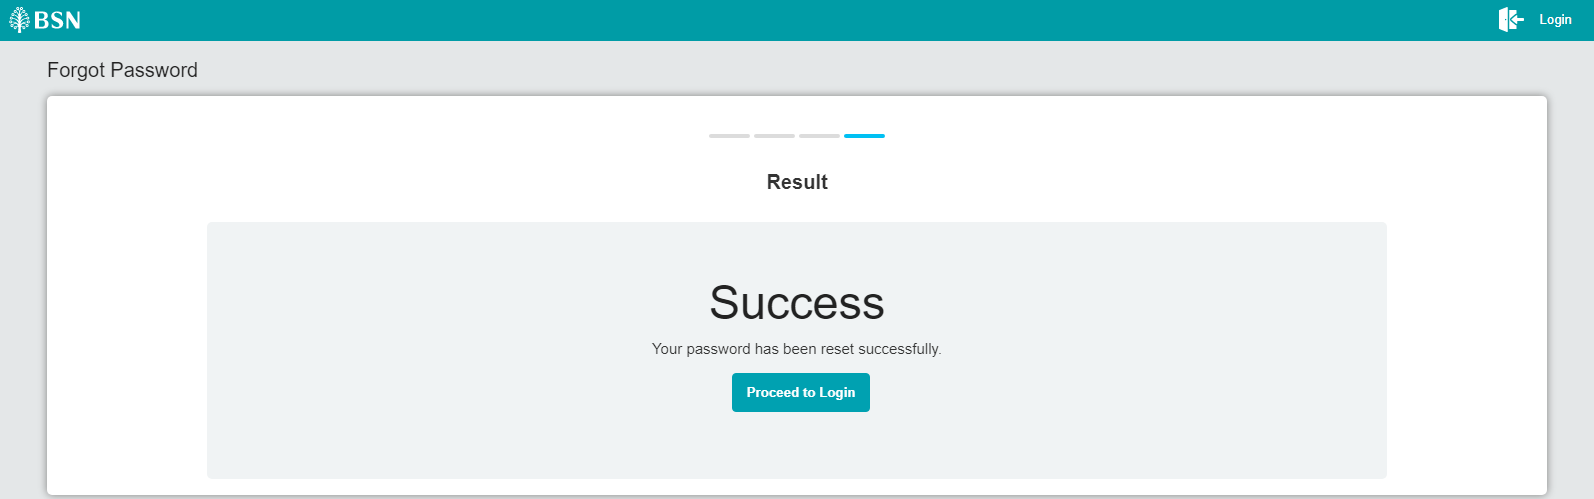 BSN
Login
Forgot Password
Result
Success
Your password has been reset successfully.
Proceed to Login